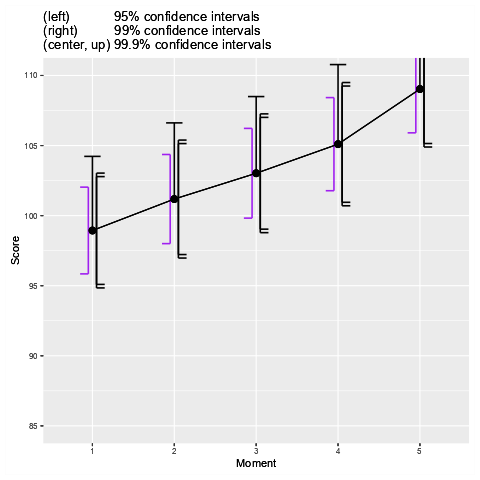 (left) 95% confidence intervals
(right) 99% confidence intervals
(center, up) 99.9% confidence intervals
110
105
100
95
90
85
Score
1 2 3 4 5
Moment